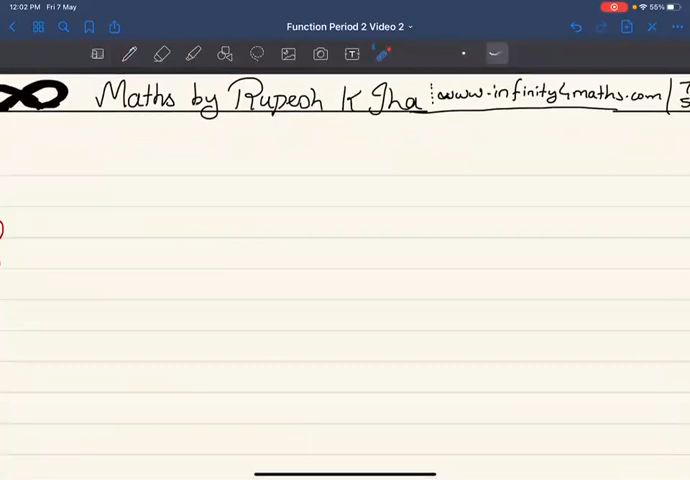 12:02 PM Fri 7 May 55%
Function Period 2 Video 2
Maths by Rupesh K Jha www.infinity4maths.com